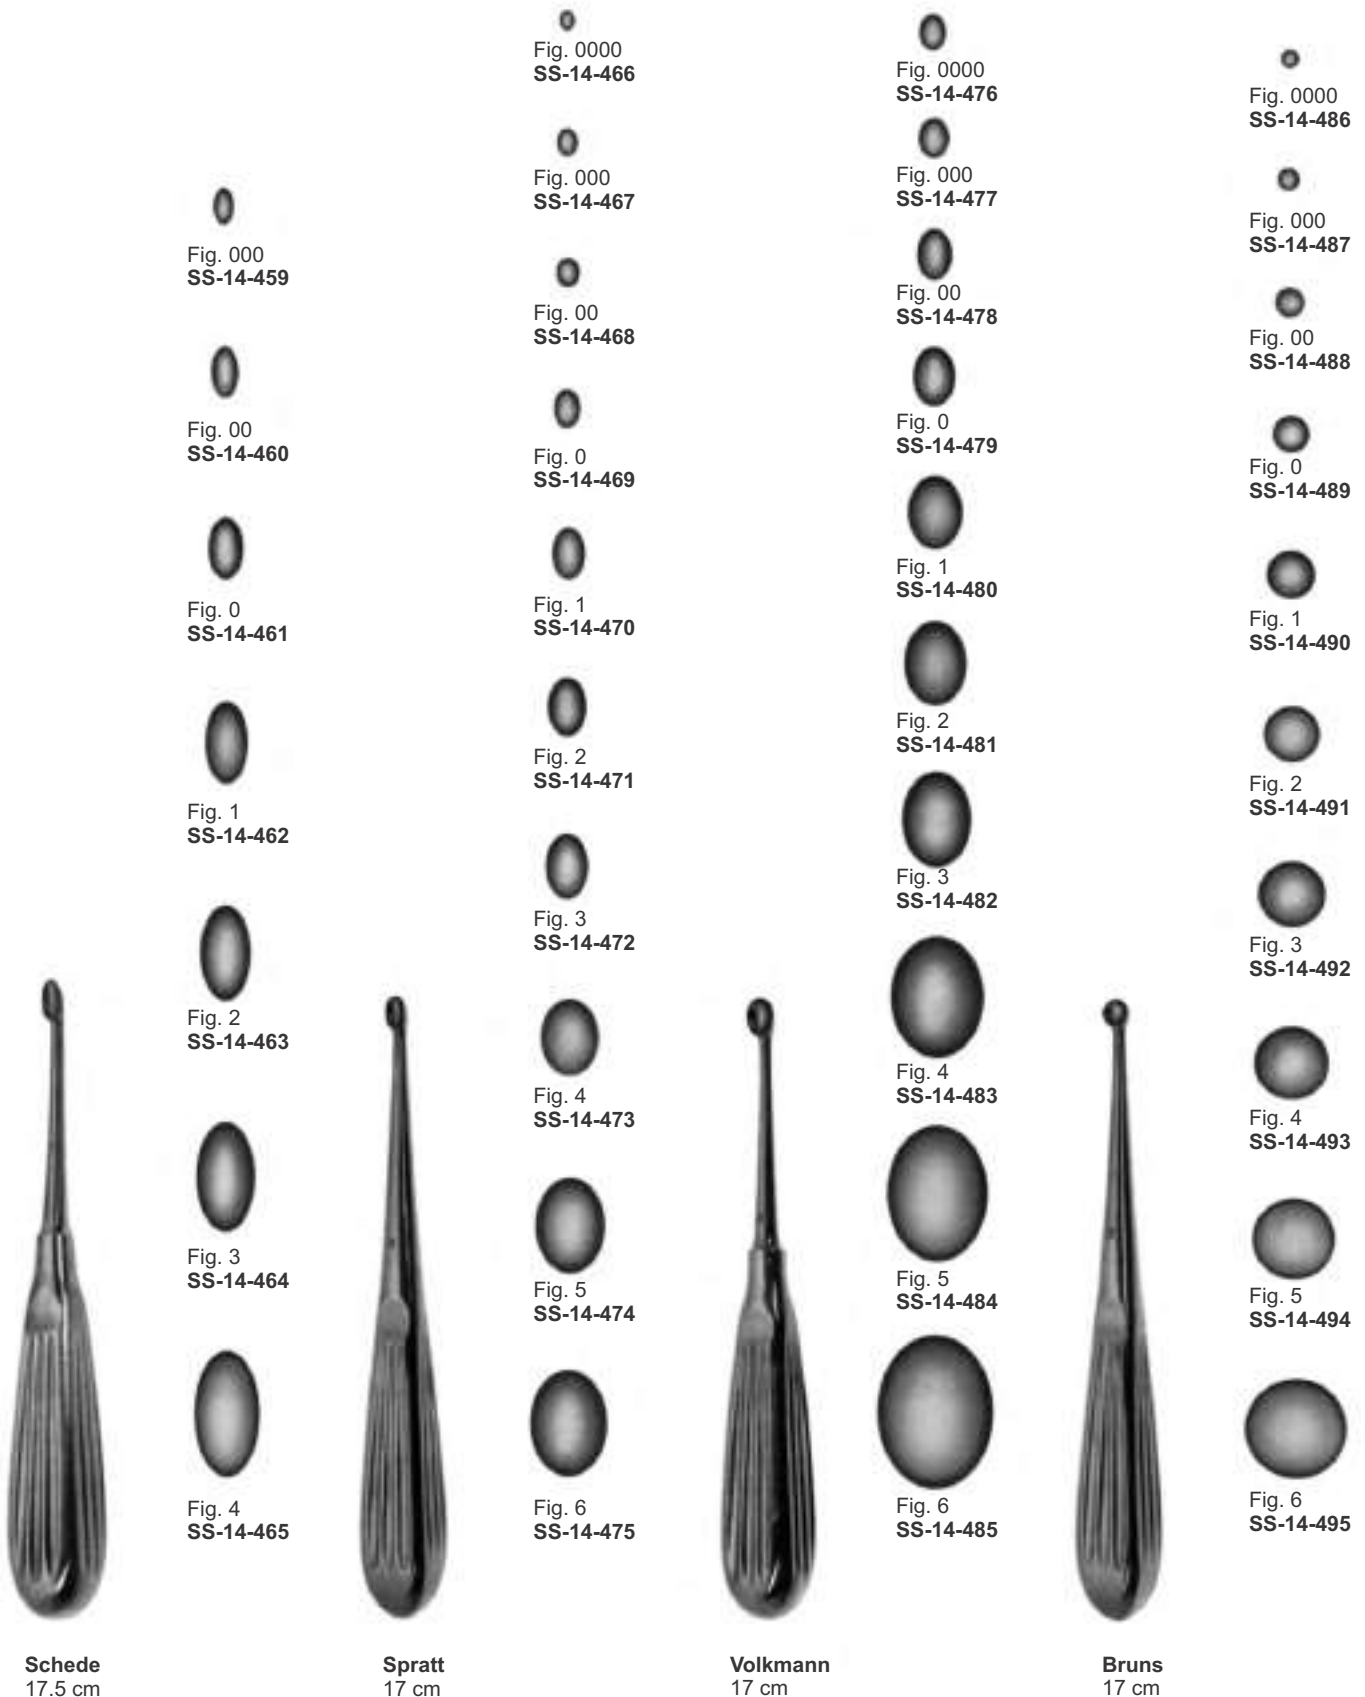 Fig. 000
SS-14-459
Fig. 00
SS-14-460
Fig. 0
SS-14-461
Fig. 1
SS-14-462
Fig. 2
SS-14-463
Fig. 3
SS-14-464
Fig. 4
SS-14-465
Schede
17.5 cm
Fig. 0000
SS-14-466
Fig. 000
SS-14-467
Fig. 00
SS-14-468
Fig. 0
SS-14-469
Fig. 1
SS-14-470
Fig. 2
SS-14-471
Fig. 3
SS-14-472
Fig. 4
SS-14-473
Fig. 5
SS-14-474
Fig. 6
SS-14-475
Spratt
17 cm
Fig. 0000
SS-14-476
Fig. 000
SS-14-477
Fig. 00
SS-14-478
Fig. 0
SS-14-479
Fig. 1
SS-14-480
Fig. 2
SS-14-481
Fig. 3
SS-14-482
Fig. 4
SS-14-483
Fig. 5
SS-14-484
Fig. 6
SS-14-485
Volkmann
17 cm
Fig. 0000
SS-14-486
Fig. 000
SS-14-487
Fig. 00
SS-14-488
Fig. 0
SS-14-489
Fig. 1
SS-14-490
Fig. 2
SS-14-491
Fig. 3
SS-14-492
Fig. 4
SS-14-493
Fig. 5
SS-14-494
Fig. 6
SS-14-495
Bruns
17 cm